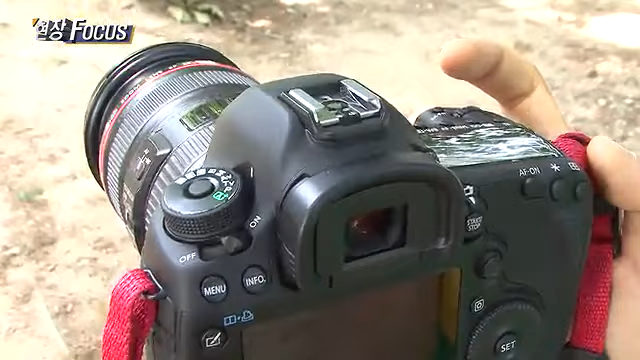 현장 FOCUS
OFF
ON
MENU
INFO.
START/
STOP
AF-ON
SET